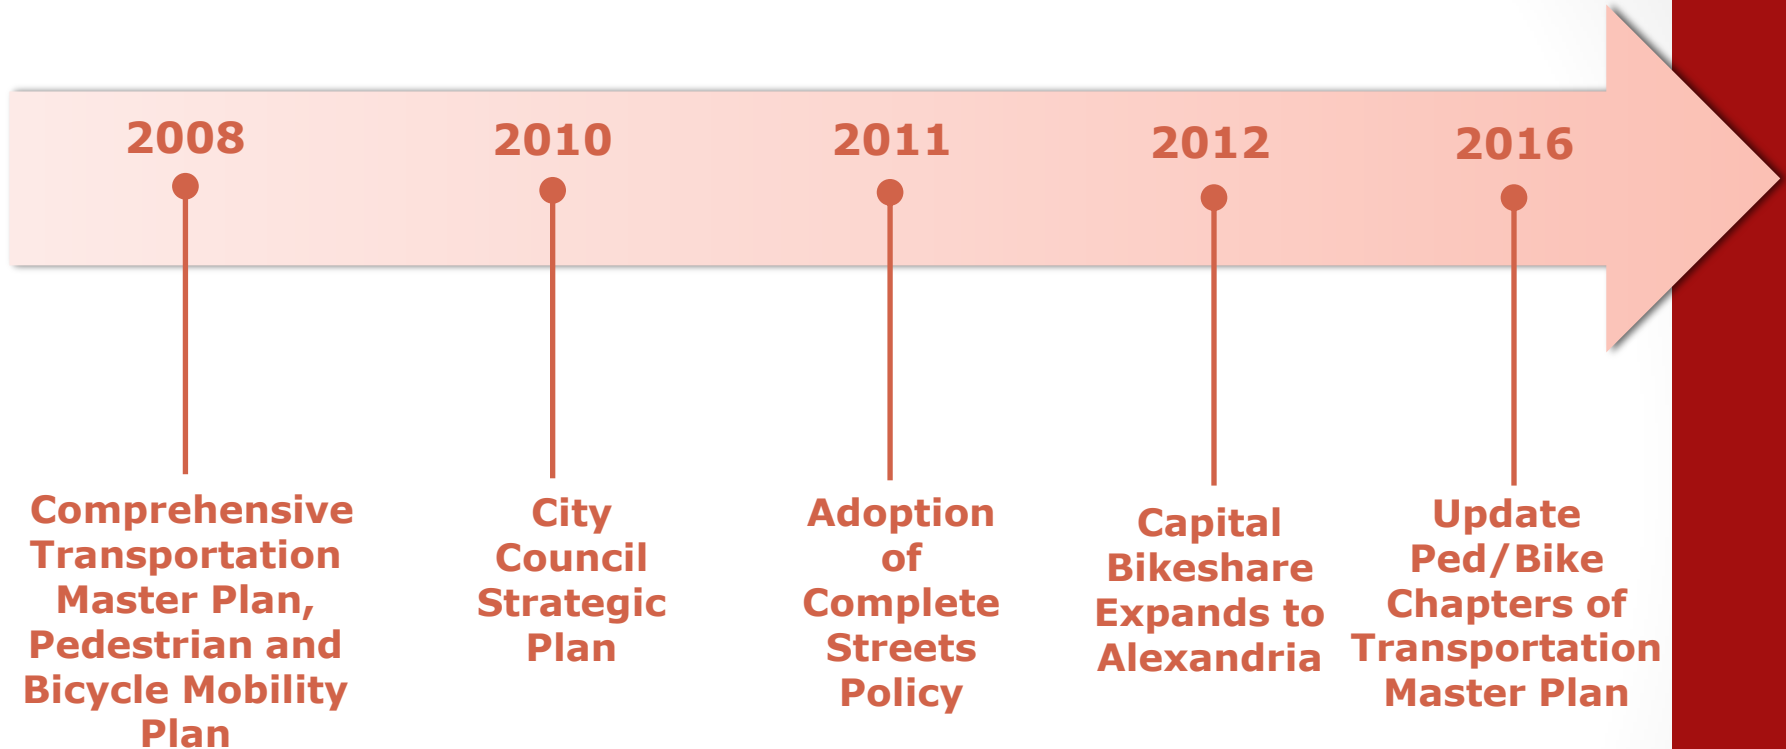 2008
2010
2011
2012
2016
Comprehensive
Transportation
Master Plan,
Pedestrian and
Bicycle Mobility
Plan
City
Council
Strategic
Plan
Adoption
of
Complete
Streets
Policy
Capital
Bikeshare
Expands to
Alexandria
Update
Ped/Bike
Chapters of
Transportation
Master Plan